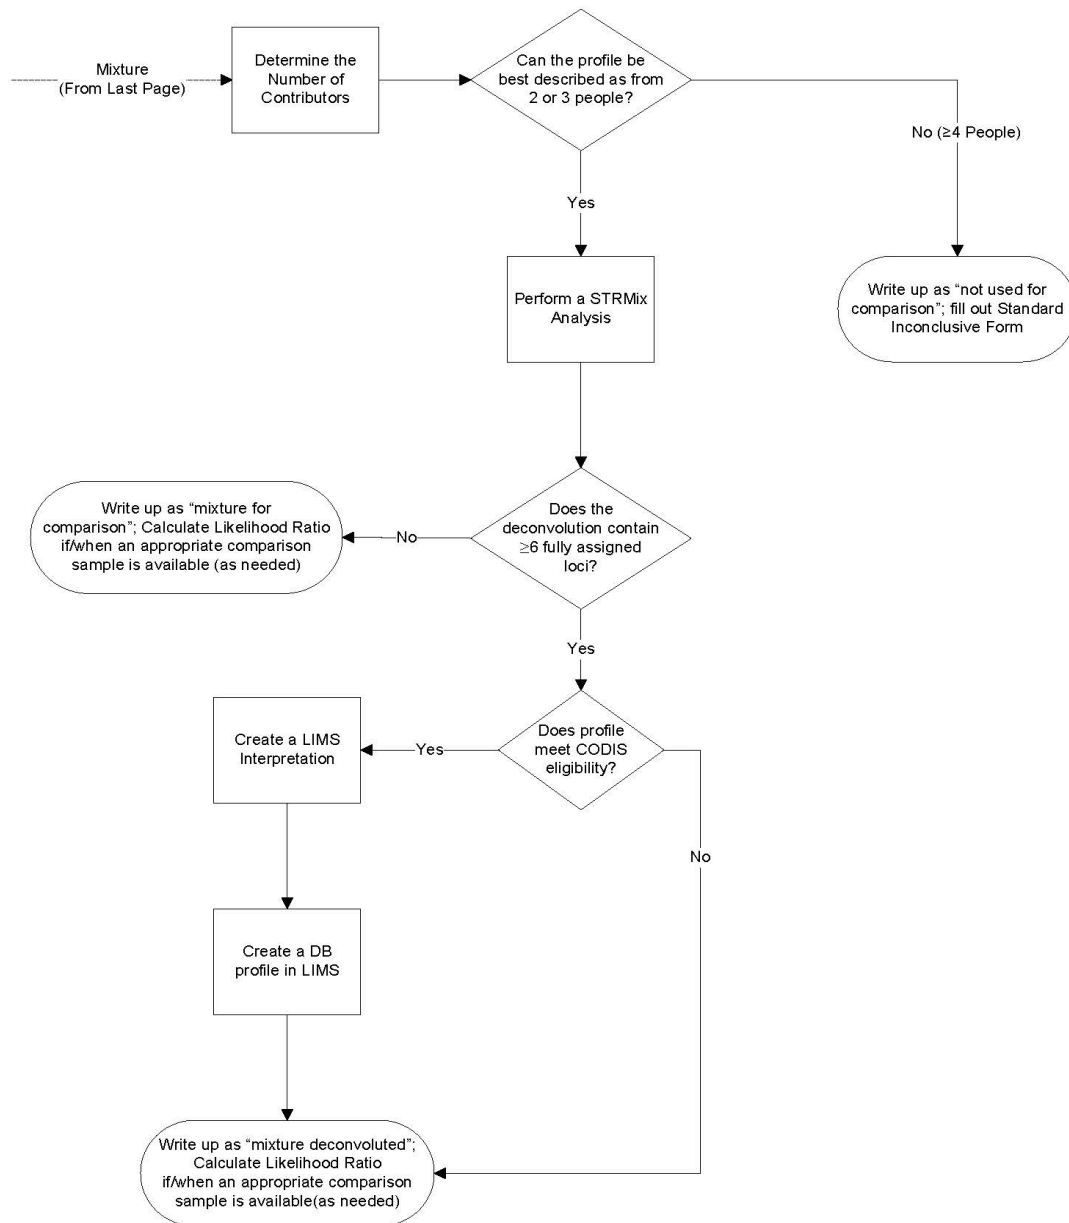 Mixture
(From Last Page)
Determine the
Number of
Contributors
Can the profile be
best described as from
2 or 3 people?
No (≥4 People)
Yes
Write up as “not used for
comparison”; fill out Standard
Inconclusive Form
Perform a STRMix
Analysis
Does the
deconvolution contain
≥6 fully assigned
loci?
No
Write up as “mixture for
comparison”; Calculate Likelihood Ratio
if/when an appropriate comparison
sample is available (as needed)
Yes
Does profile
meet CODIS
eligibility?
Yes
Create a LIMS
Interpretation
No
Create a DB
profile in LIMS
Write up as “mixture deconvoluted”;
Calculate Likelihood Ratio
if/when an appropriate comparison
sample is available(as needed)